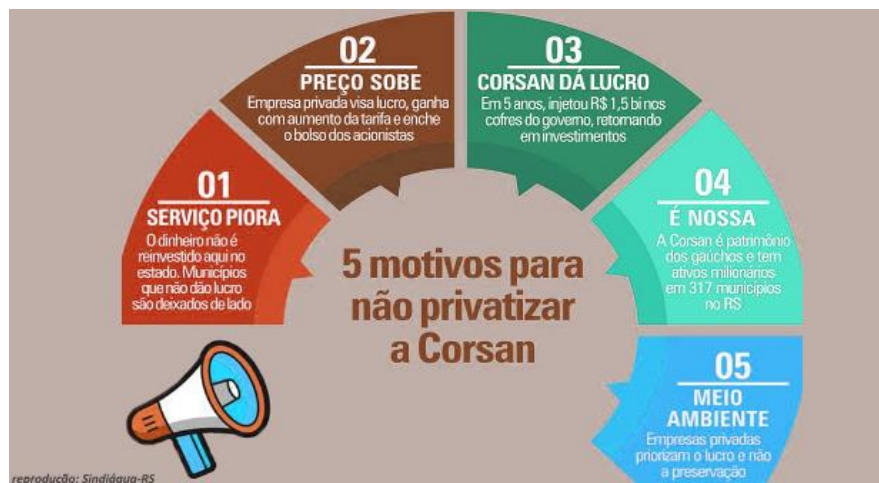 01
SERVIÇO PIORA
O dinheiro não é
reinvestido aqui no
estado. Municípios
que não dão lucro
são deixados de lado
02
PREÇO SOBE
Empresa privada visa lucro, ganha
com aumento da tarifa e enche
o bolso dos acionistas
03
CORSAN DÁ LUCRO
Em 5 anos, injetou R$ 1,5 bi nos
cofres do governo, retornando
em investimentos
04
É NOSSA
A Corsan é patrimônio
dos gaúchos e tem
ativos milionários
em 317 municípios
no RS
05
MEIO
AMBIENTE
Empresas privadas
priorizam o lucro e não
a preservação
5 motivos para
não privatizar
a Corsan
reprodução: Sindiágua-RS